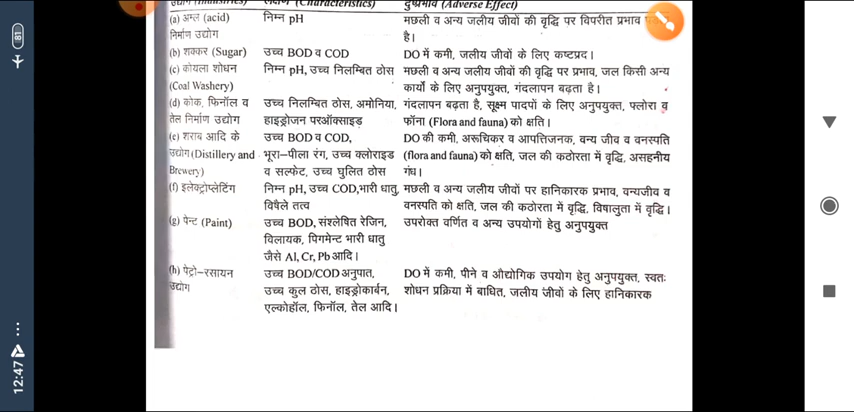 उद्योग (Industries) लक्षण (Characteristics) दुष्प्रभाव (Adverse Effect)
(a) अम्ल (acid) निम्न pH मछली व अन्य जलीय जीवों की वृद्धि पर विपरीत प्रभाव
निर्माण उद्योग है।
(b) शक्कर (Sugar) उच्च BOD व COD DO में कमी, जलीय जीवों के लिए कष्टप्रद।
(c) कोयला शोधन निम्न pH, उच्च निलम्बित ठोस मछली व अन्य जलीय जीवों की वृद्धि पर प्रभाव, जल किसी अन्य
(Coal Washery) कार्यों के लिए अनुपयुक्त, गंदलापन बढ़ता है।
(d) कोक, फिनॉल व उच्च निलम्बित ठोस, अमोनिया, गंदलापन बढ़ता है, सूक्ष्म पादपों के लिए अनुपयुक्त, फ्लोरा व
तेल निर्माण उद्योग हाइड्रोजन परऑक्साइड़ फॉना (Flora and fauna) को क्षति।
(e) शराब आदि के उच्च BOD व COD, DO की कमी, अरूचिकर व आपत्तिजनक, वन्य जीव व वनस्पति
उद्योग (Distillery and भूरा–पीला रंग, उच्च क्लोराइड (flora and fauna) को क्षति, जल की कठोरता में वृद्धि, असहनीय
Brewery) व सल्फेट, उच्च घुलित ठोस गंध।
(f) इलेक्ट्रोप्लेटिंग निम्न pH, उच्च COD,भारी धातु, मछली व अन्य जलीय जीवों पर हानिकारक प्रभाव, वन्यजीव व
विषैले तत्व वनस्पति को क्षति, जल की कठोरता में वृद्धि, विषालुता में वृद्धि।
(g) पेन्ट (Paint) उच्च BOD, संश्लेषित रेजिन, उपरोक्त वर्णित व अन्य उपयोगों हेतु अनुपयुक्त
विलायक, पिगमेन्ट भारी धातु
जैसे Al, Cr, Pb आदि।
(h) पेट्रो–रसायन उच्च BOD/COD अनुपात, DO में कमी, पीने व औद्योगिक उपयोग हेतु अनुपयुक्त, स्वतः
उद्योग उच्च कुल ठोस, हाइड्रोकार्बन, शोधन प्रक्रिया में बाधित, जलीय जीवों के लिए हानिकारक
एल्कोहॉल, फिनॉल, तेल आदि।
12:47
81